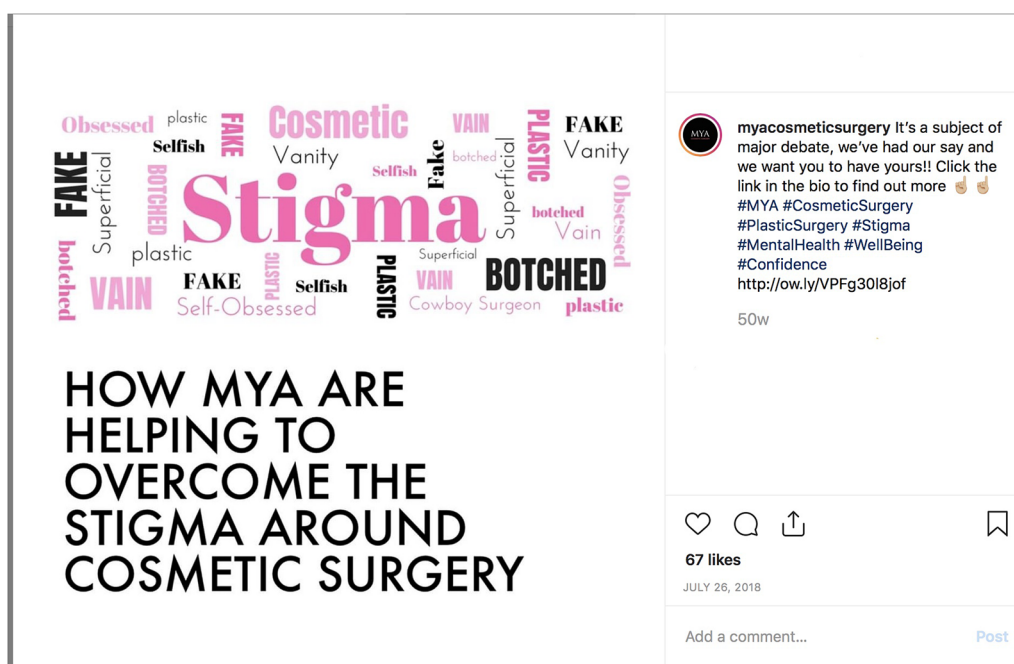 Obsessed plastic FAKE Cosmetic VAIN PLASTIC FAKE
Selfish Vanity Fake botched Vanity
FAKE Superficial BOTCHED Selfish Superficial Obsessed
Stigma botched
Vain
botched plastic PLASTIC Superficial
VAIN FAKE Selfish PLASTIC VAIN BOTCHED
Self-Obsessed Cowboy Surgeon plastic
HOW MYA ARE
HELPING TO
OVERCOME THE
STIGMA AROUND
COSMETIC SURGERY
MYA
myacosmeticsurgery It's a subject of
major debate, we've had our say and
we want you to have yours!! Click the
link in the bio to find out more ☝🏼 ☝🏼
#MYA #CosmeticSurgery
#PlasticSurgery #Stigma
#MentalHealth #WellBeing
#Confidence
http://ow.ly/VPFg30l8jof
50w
67 likes
JULY 26, 2018
Add a comment... Post